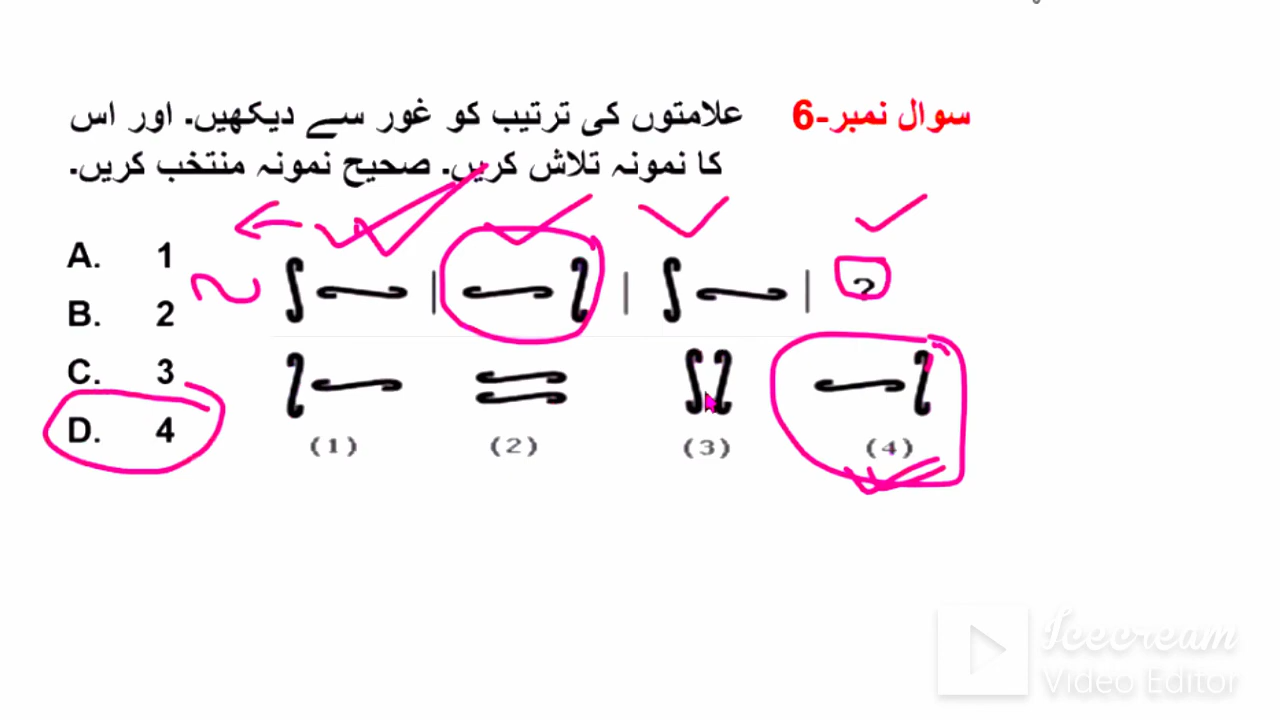 سوال نمبر-6 علامتوں کی ترتیب کو غور سے دیکھیں. اور اس
کا نمونہ تلاش کریں. صحیح نمونہ منتخب کریں.
A. 1
B. 2
C. 3
D. 4
?
(1) (2) (3) (4)
Icecream
Video Editor